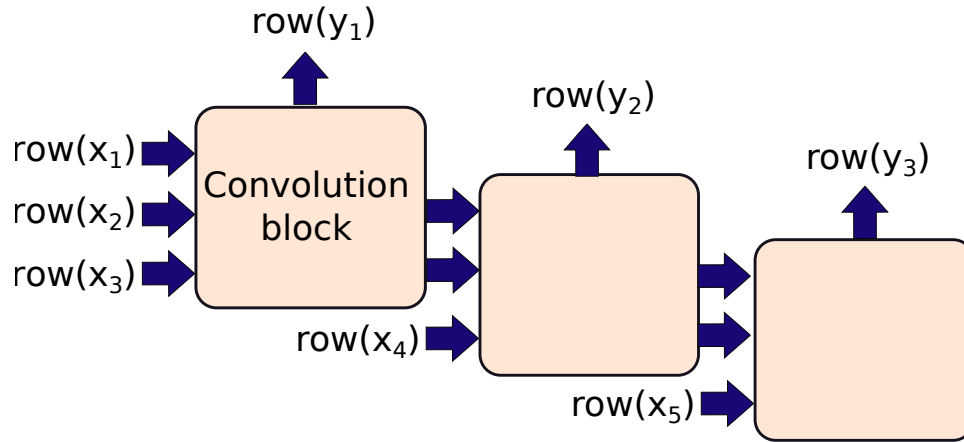 row(y₁)
row(y₂)
row(x₁)
row(y₃)
Convolution
block
row(x₂)
row(x₃)
row(x₄)
row(x₅)